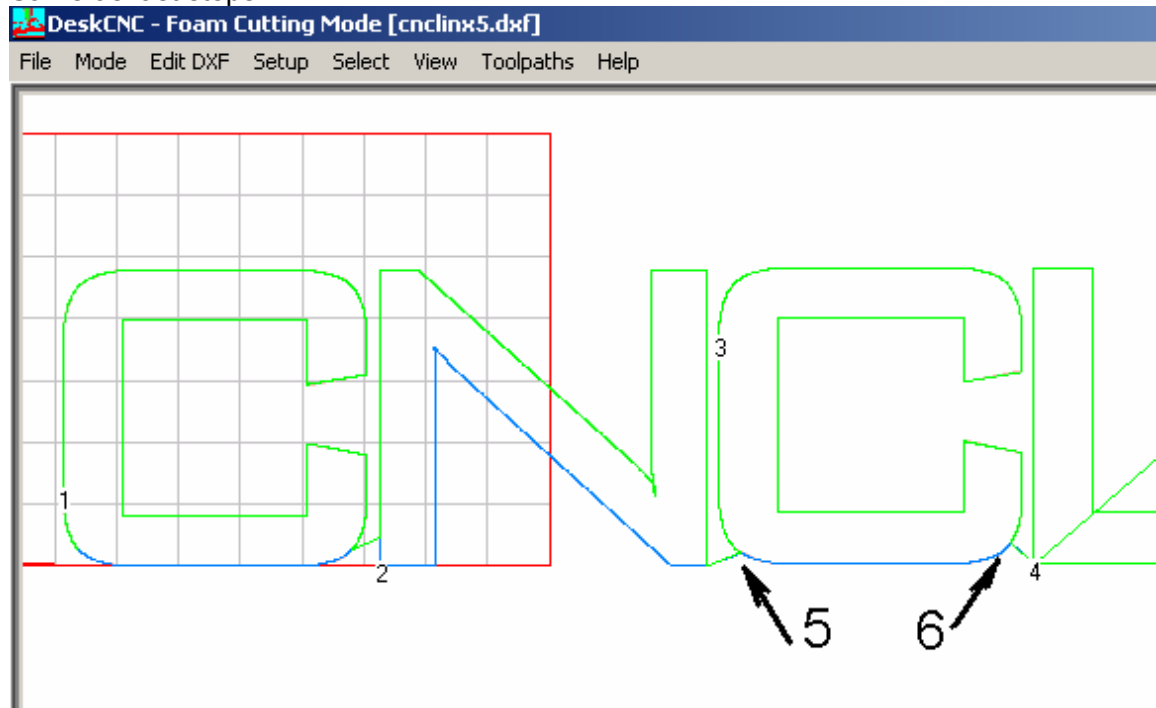 DeskCNC - Foam Cutting Mode [cnclinx5.dxf]
File Mode Edit DXF Setup Select View Toolpaths Help
3
1
2
4
5 6